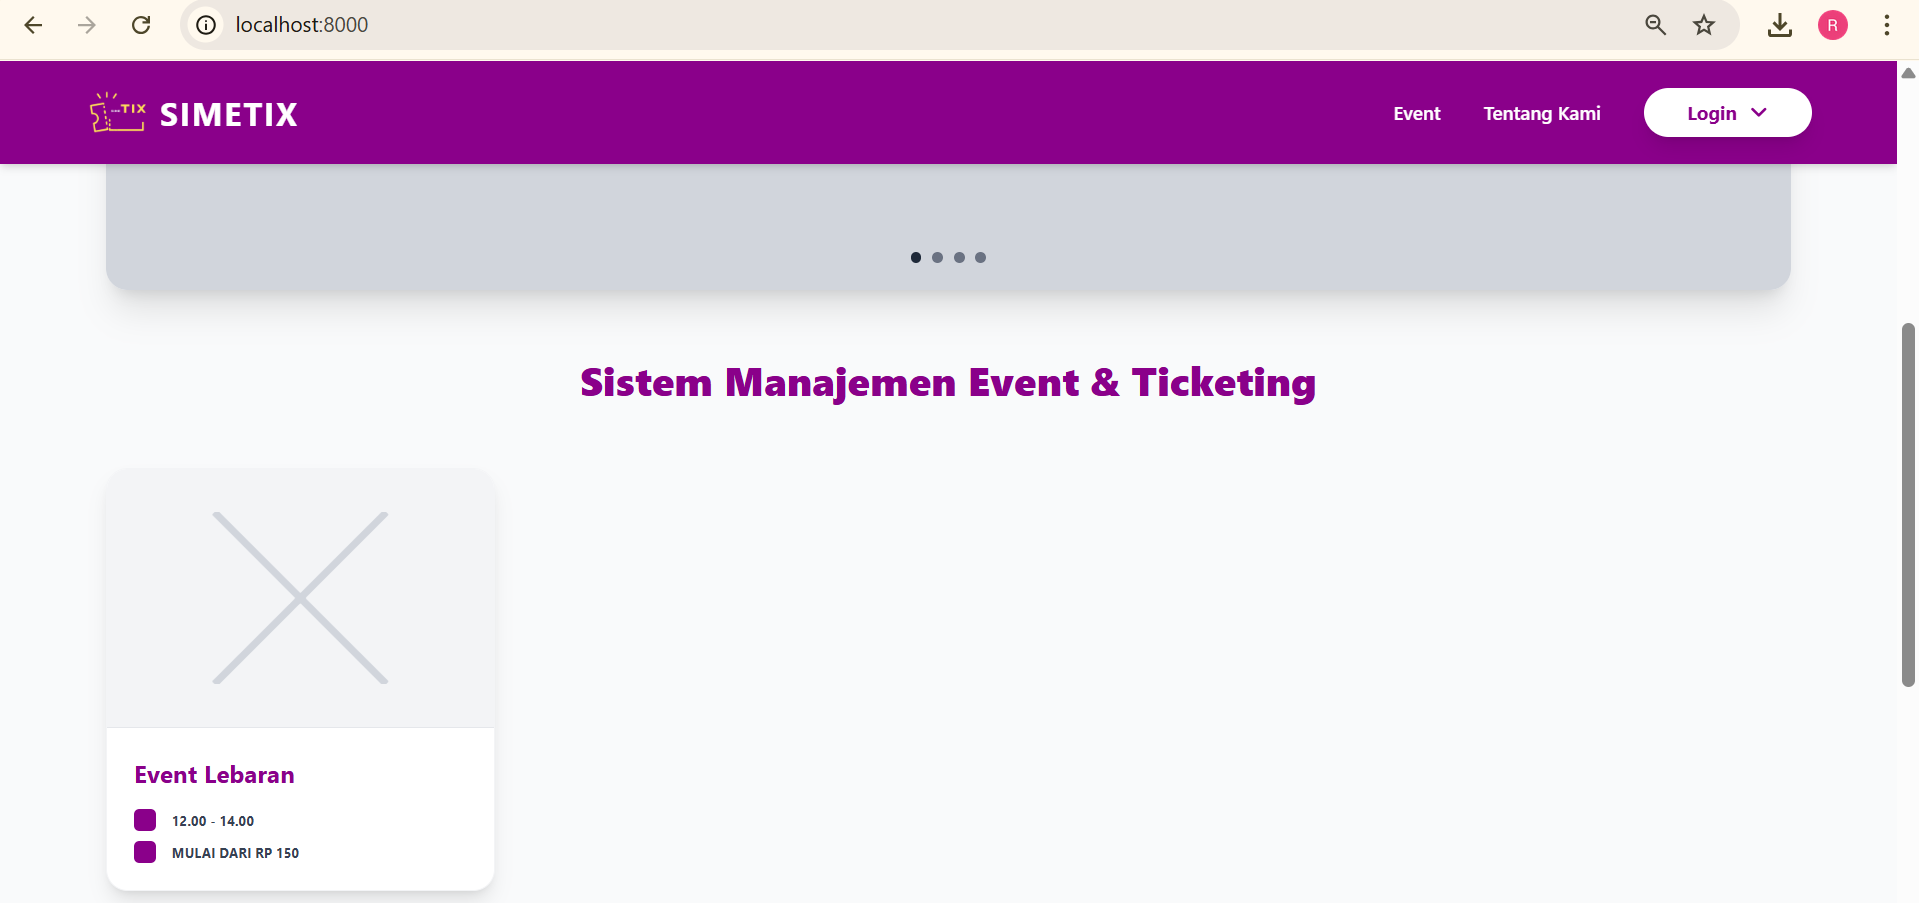 localhost:8000
R
TIX
SIMETIX
Event
Tentang Kami
Login
Sistem Manajemen Event & Ticketing
Event Lebaran
12.00 - 14.00
MULAI DARI RP 150